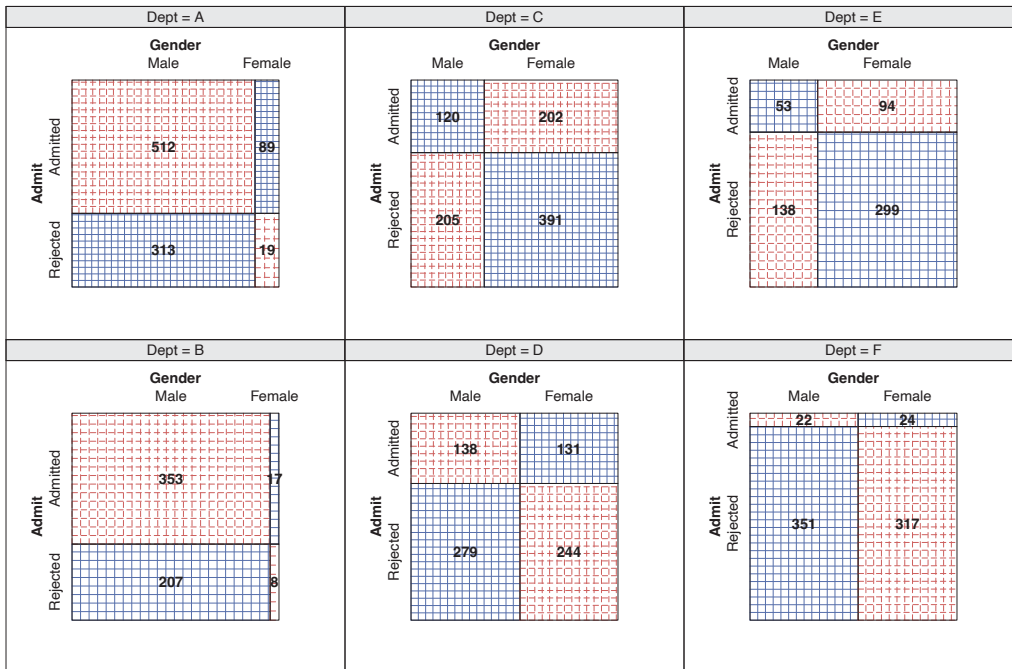 Dept = A
Gender
Male Female
Admit
Admitted
Rejected
512 89
313 19
Dept = C
Gender
Male Female
Admit
Admitted
Rejected
120 202
205 391
Dept = E
Gender
Male Female
Admit
Admitted
Rejected
53 94
138 299
Dept = B
Gender
Male Female
Admit
Admitted
Rejected
353 17
207 8
Dept = D
Gender
Male Female
Admit
Admitted
Rejected
138 131
279 244
Dept = F
Gender
Male Female
Admit
Admitted
Rejected
22 24
351 317